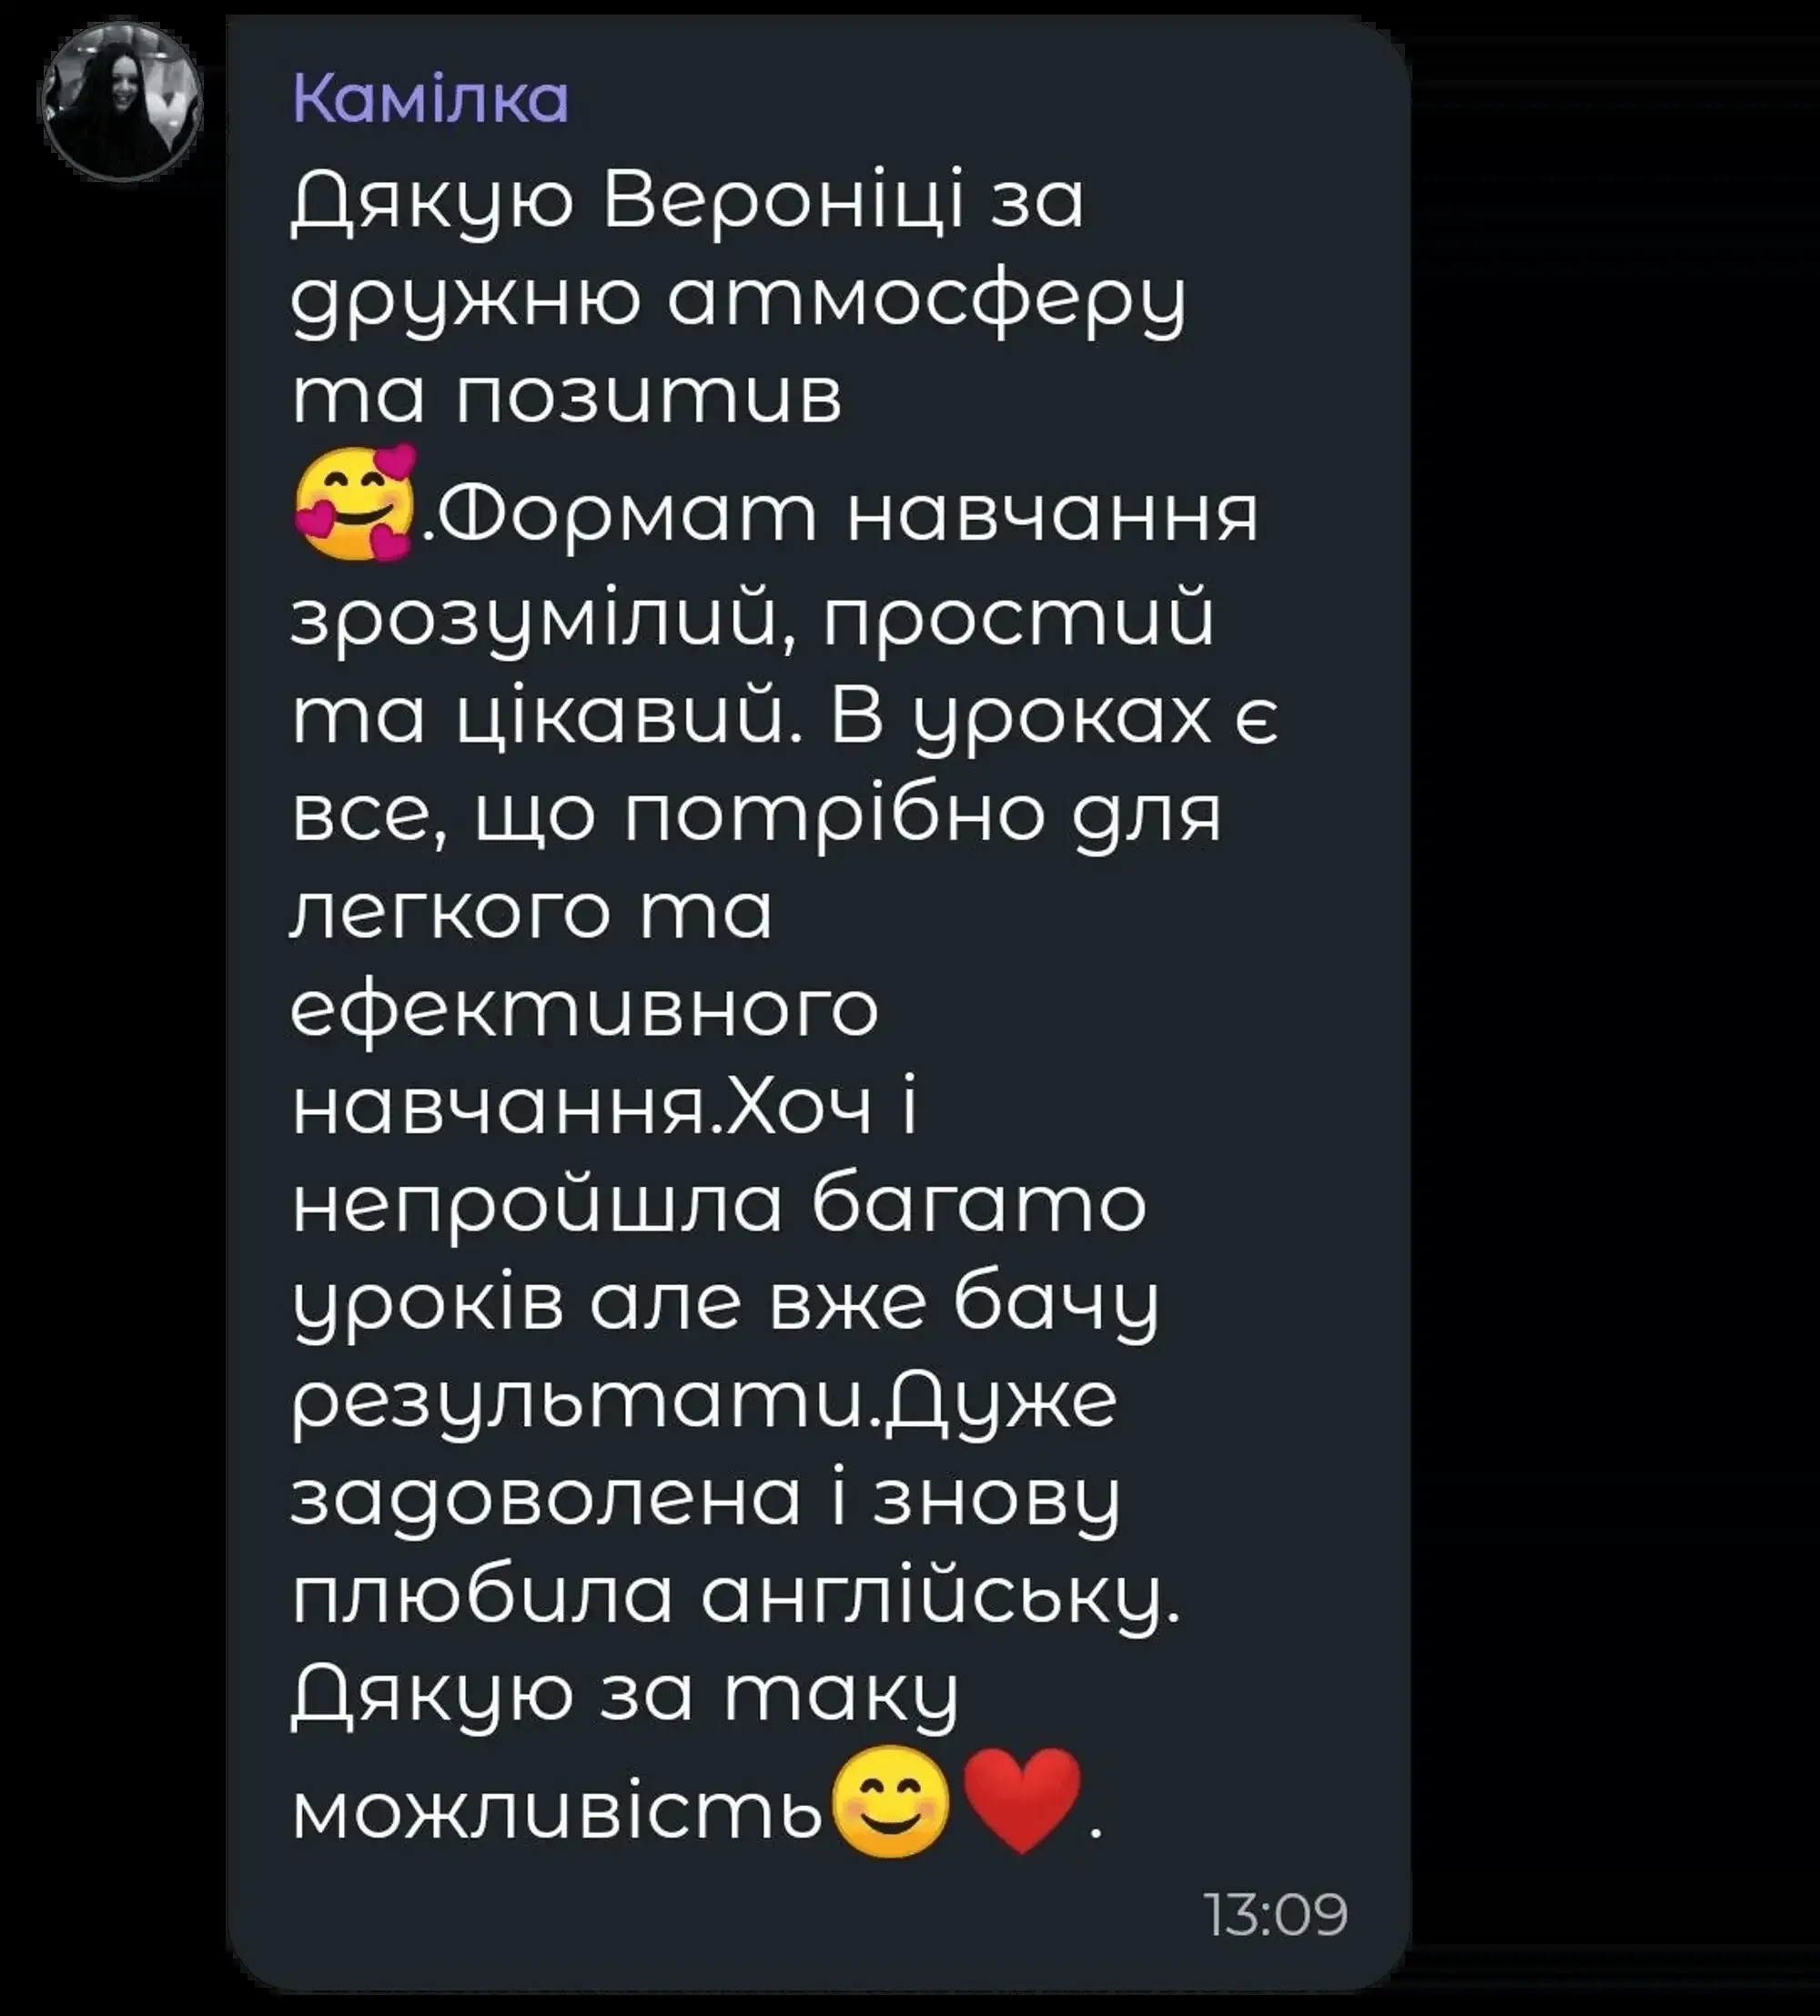 Камілка
Дякую Вероніці за
дружню атмосферу
та позитив
🥰.Формат навчання
зрозумілий, простий
та цікавий. В уроках є
все, що потрібно для
легкого та
ефективного
навчання.Хоч і
непройшла багато
уроків але вже бачу
результати.Дуже
задоволена і знову
плюбила англійську.
Дякую за таку
можливість😊❤️.
13:09